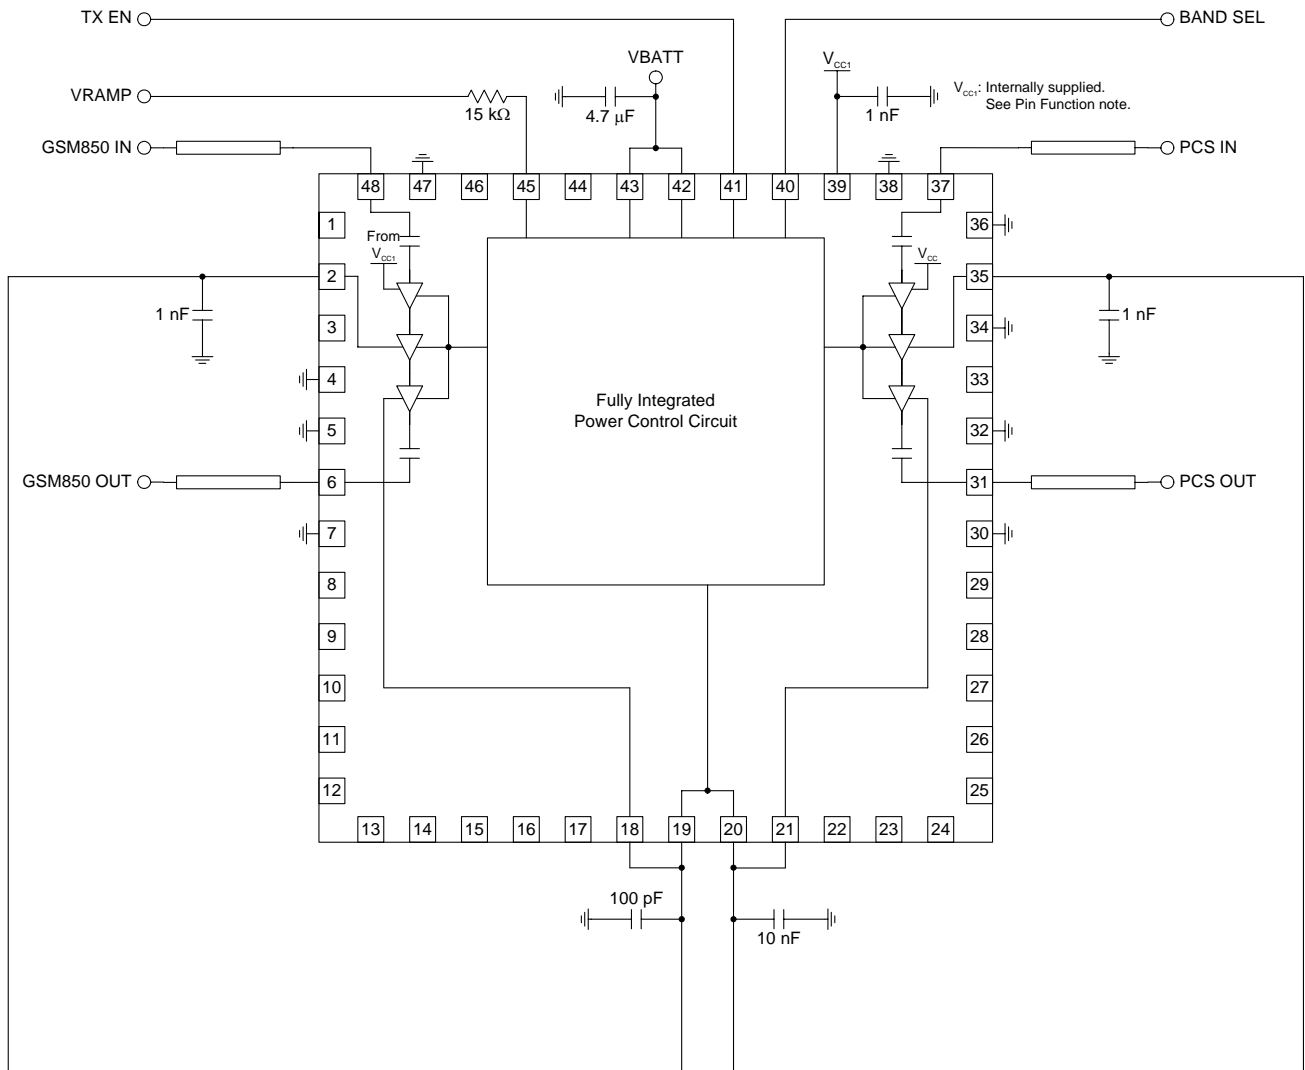 TX EN
BAND SEL
VBATT
VCC1
VRAMP
15 kΩ
4.7 μF
1 nF
VCC1: Internally supplied.
See Pin Function note.
GSM850 IN
PCS IN
48 47 46 45 44 43 42 41 40 39 38 37
1
36
From
VCC1
VCC
2
35
1 nF
1 nF
3
34
4
33
Fully Integrated
Power Control Circuit
5
32
GSM850 OUT
6
31
PCS OUT
7
30
8
29
9
28
10
27
11
26
12
25
13 14 15 16 17 18 19 20 21 22 23 24
100 pF
10 nF